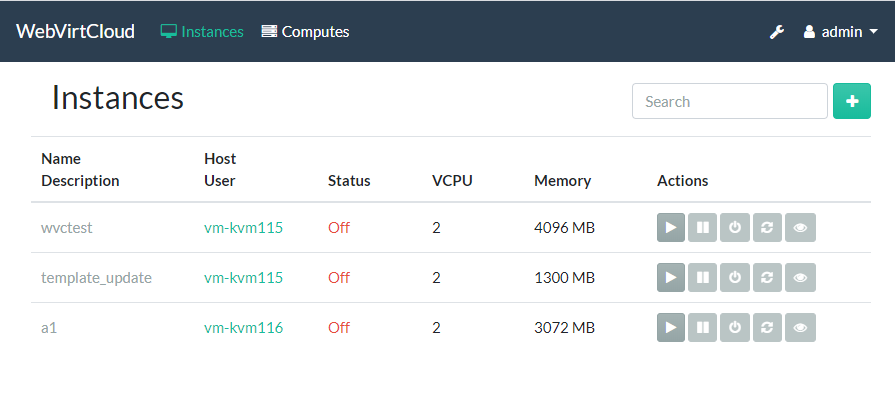 WebVirtCloud Instances Computes admin
Instances
Search
Name Host
Description User Status VCPU Memory Actions
wvctest vm-kvm115 Off 2 4096 MB
template_update vm-kvm115 Off 2 1300 MB
a1 vm-kvm116 Off 2 3072 MB